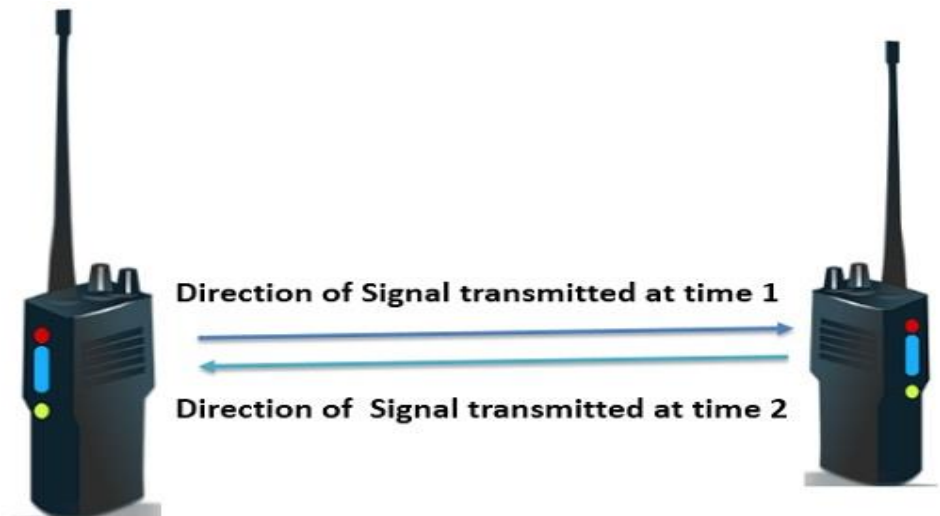 Direction of Signal transmitted at time 1
Direction of  Signal transmitted at time 2